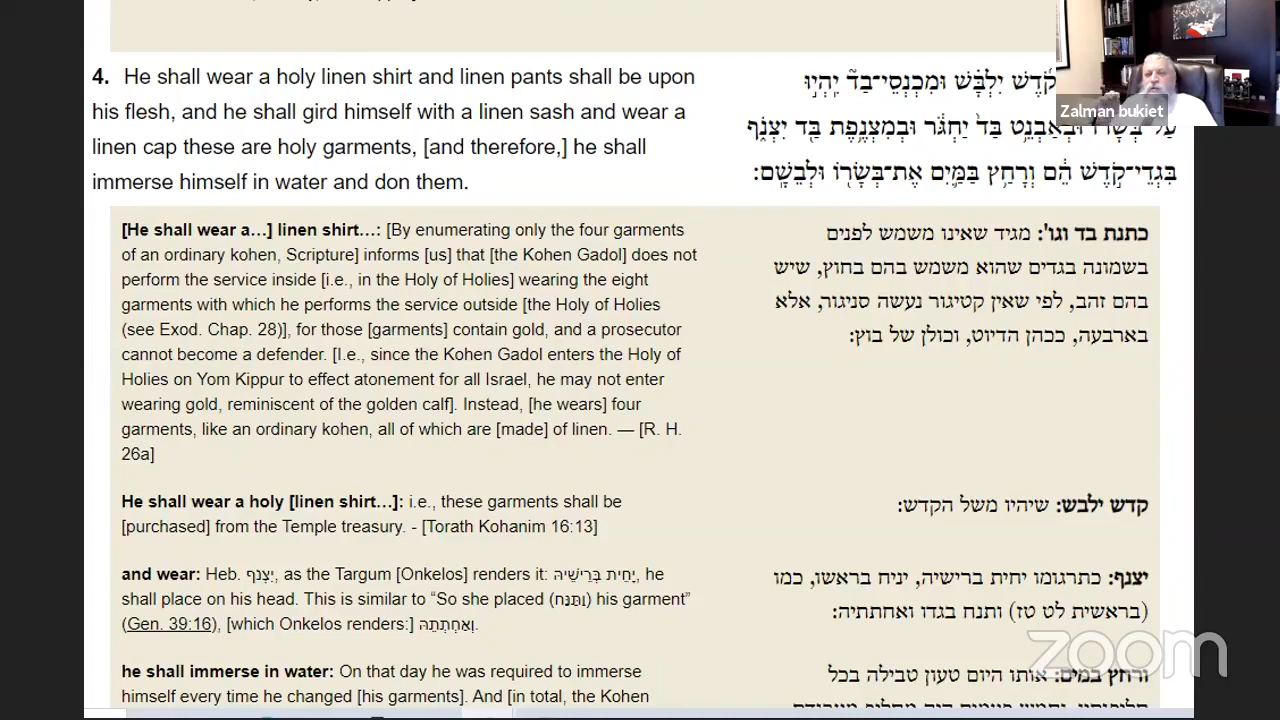 4. He shall wear a holy linen shirt and linen pants shall be upon
his flesh, and he shall gird himself with a linen sash and wear a
linen cap these are holy garments, [and therefore,] he shall
immerse himself in water and don them.
קֹ֜דֶשׁ יִלְבָּ֗שׁ וּמִכְנְסֵי־בַד֘ יִֽהְי֣וּ
עַל־בְּשָׂרוֹ֒ וּבְאַבְנֵ֥ט בַּד֙ יַחְגֹּ֔ר וּבְמִצְנֶ֥פֶת בַּ֖ד יִצְנֹ֑ף
בִּגְדֵי־קֹ֣דֶשׁ הֵ֔ם וְרָחַ֥ץ בַּמַּ֛יִם אֶת־בְּשָׂר֖וֹ וּלְבֵשָֽׁם׃
Zalman bukiet
[He shall wear a…] linen shirt…: [By enumerating only the four garments
of an ordinary kohen, Scripture] informs [us] that [the Kohen Gadol] does not
perform the service inside [i.e., in the Holy of Holies] wearing the eight
garments with which he performs the service outside [the Holy of Holies
(see Exod. Chap. 28)], for those [garments] contain gold, and a prosecutor
cannot become a defender. [I.e., since the Kohen Gadol enters the Holy of
Holies on Yom Kippur to effect atonement for all Israel, he may not enter
wearing gold, reminiscent of the golden calf]. Instead, [he wears] four
garments, like an ordinary kohen, all of which are [made] of linen. — [R. H.
26a]
כתנת בד וגו': מגיד שאינו משמש לפנים
בשמונה בגדים שהוא משמש בהם בחוץ, שיש
בהם זהב, לפי שאין קטיגור נעשה סניגור, אלא
בארבעה, ככהן הדיוט, וכולן של בוץ:
He shall wear a holy [linen shirt…]: i.e., these garments shall be
[purchased] from the Temple treasury. - [Torath Kohanim 16:13]
קדש ילבש: שיהיו משל הקדש:
and wear: Heb. יִצְנֹף, as the Targum [Onkelos] renders it: יָחֵית בְּרֵישֵׁיהּ, he
shall place on his head. This is similar to “So she placed (וַתַּנַּח) his garment”
(Gen. 39:16), [which Onkelos renders:] וְאַחְתְתֵהּ.
יצנף: כתרגומו יחית ברישיה, יניח בראשו, כמו
(בראשית לט טז) ותנח בגדו ואחתתיה:
he shall immerse in water: On that day he was required to immerse
himself every time he changed [his garments]. And [in total, the Kohen
ורחץ במים: אותו היום טעון טבילה בכל
zoom